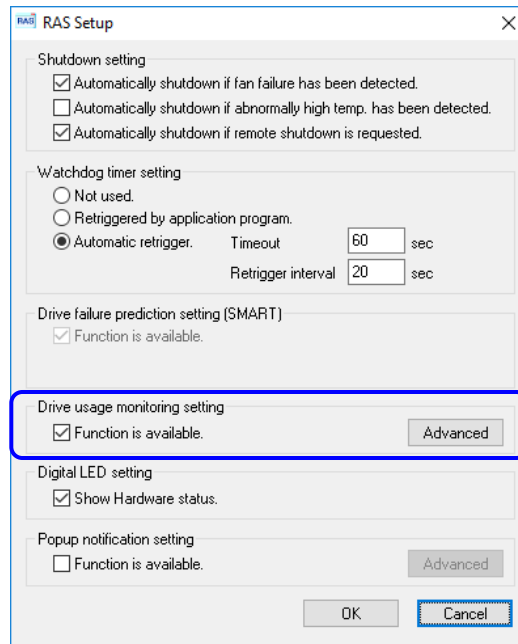 RAS RAS Setup
Shutdown setting
Automatically shutdown if fan failure has been detected.
Automatically shutdown if abnormally high temp. has been detected.
Automatically shutdown if remote shutdown is requested.
Watchdog timer setting
Not used.
Retriggered by application program.
Automatic retrigger. Timeout 60 sec
Retrigger interval 20 sec
Drive failure prediction setting (SMART)
Function is available.
Drive usage monitoring setting
Function is available. Advanced
Digital LED setting
Show Hardware status.
Popup notification setting
Function is available. Advanced
OK Cancel